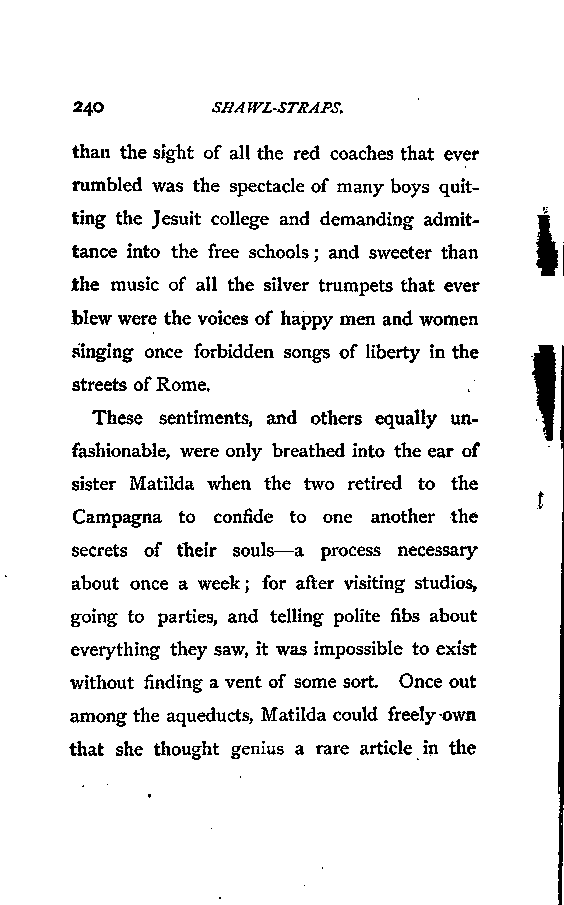 240 SHAWL-STRAPS.
than the sight of all the red coaches that ever
rumbled was the spectacle of many boys quit-
ting the Jesuit college and demanding admit-
tance into the free schools; and sweeter than
the music of all the silver trumpets that ever
blew were the voices of happy men and women
singing once forbidden songs of liberty in the
streets of Rome.
These sentiments, and others equally un-
fashionable, were only breathed into the ear of
sister Matilda when the two retired to the
Campagna to confide to one another the
secrets of their souls—a process necessary
about once a week; for after visiting studios,
going to parties, and telling polite fibs about
everything they saw, it was impossible to exist
without finding a vent of some sort. Once out
among the aqueducts, Matilda could freely own
that she thought genius a rare article in the